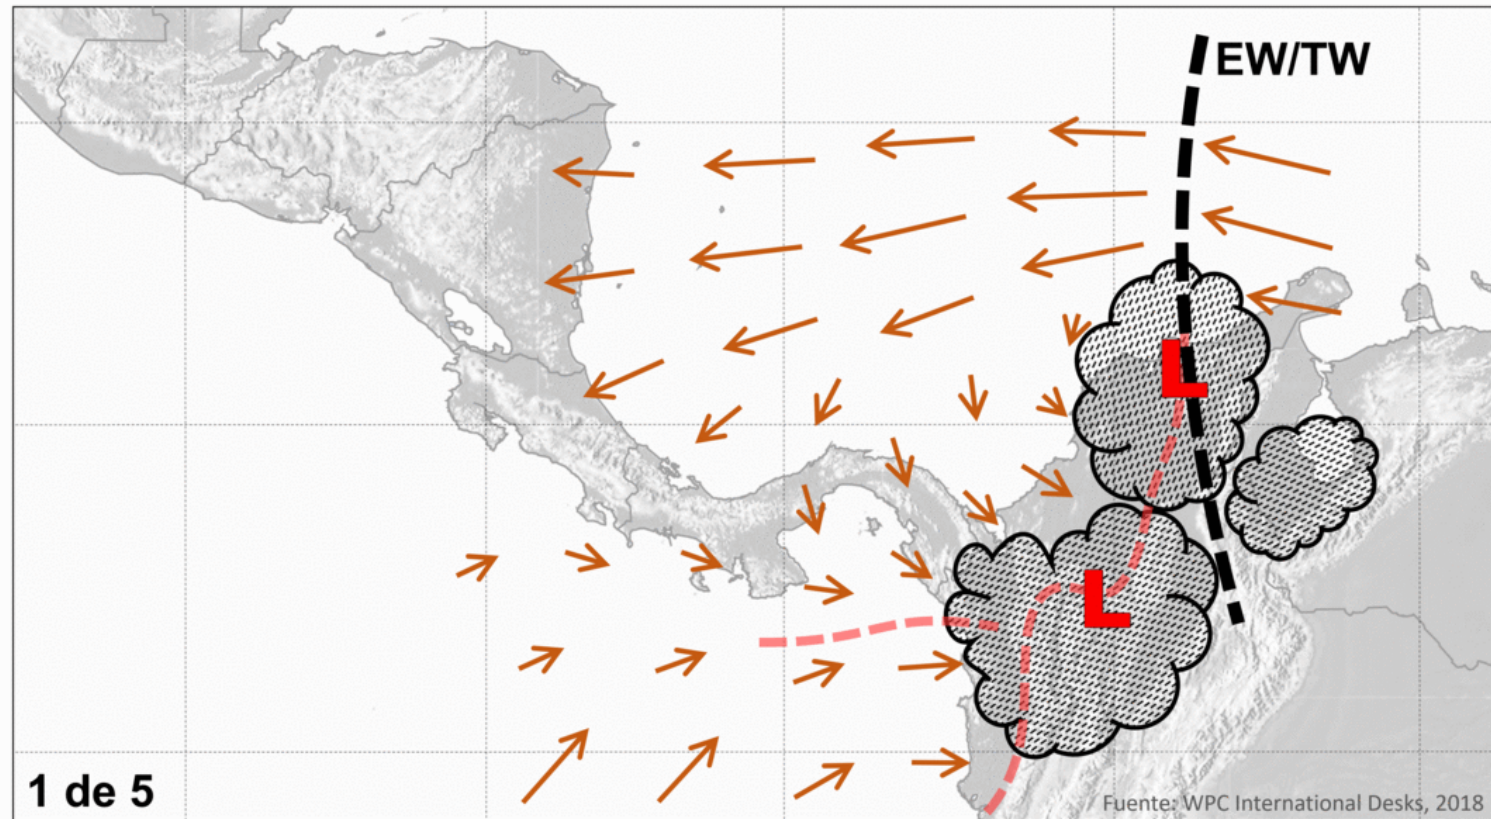 EW/TW
L
L
1 de 5
Fuente: WPC International Desks, 2018